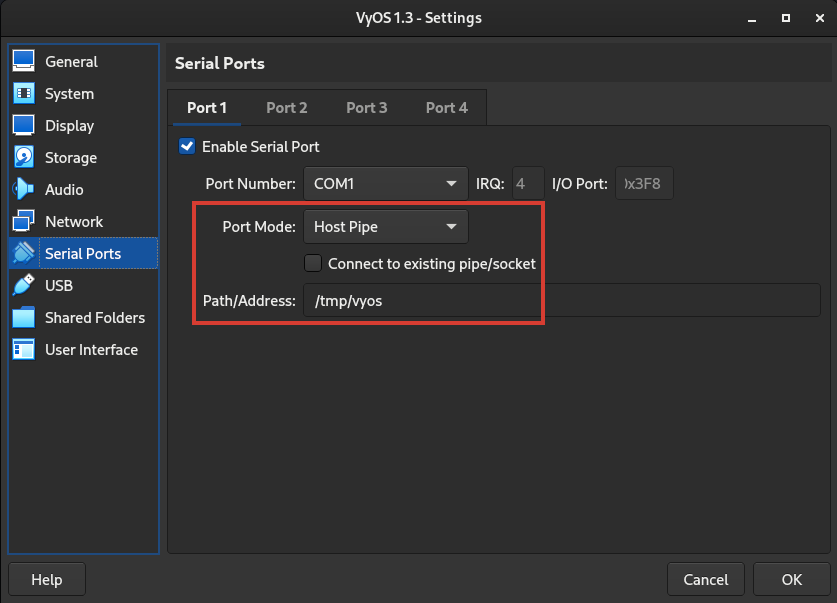 VyOS 1.3 - Settings
General
System
Display
Storage
Audio
Network
Serial Ports
USB
Shared Folders
User Interface
Serial Ports
Port 1 Port 2 Port 3 Port 4
Enable Serial Port
Port Number: COM1 IRQ: 4 I/O Port: 0x3F8
Port Mode: Host Pipe
Connect to existing pipe/socket
Path/Address: /tmp/vyos
Help Cancel OK